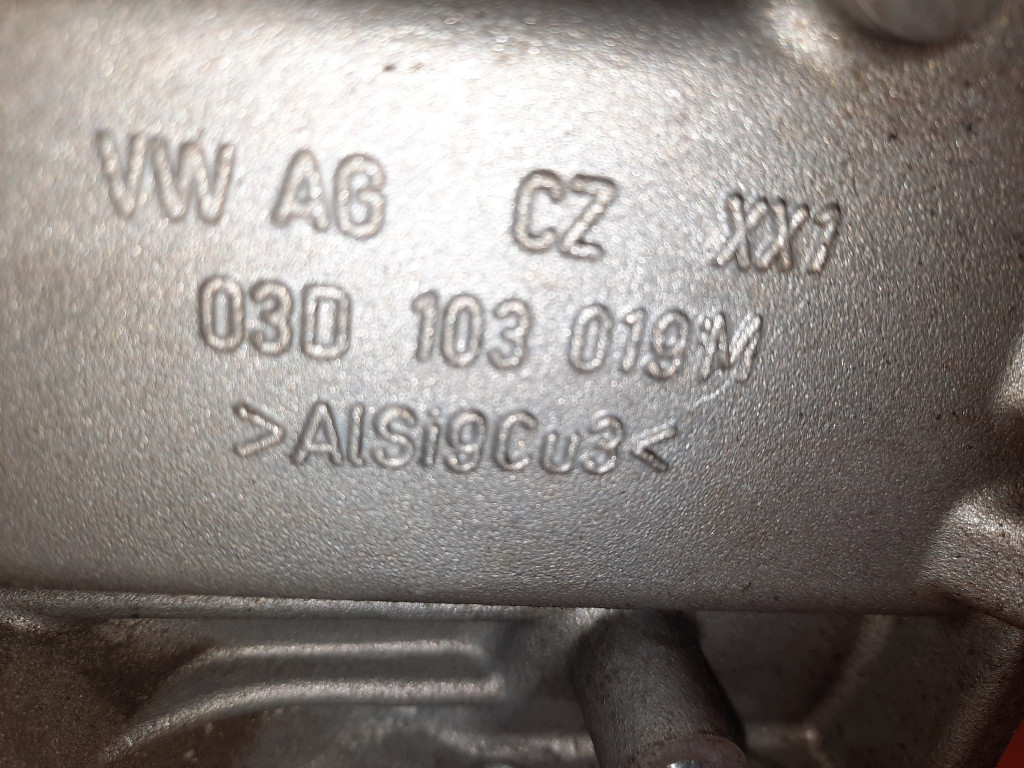 VW AG CZ XX1
03D 103 019M
>AlSi9Cu3<